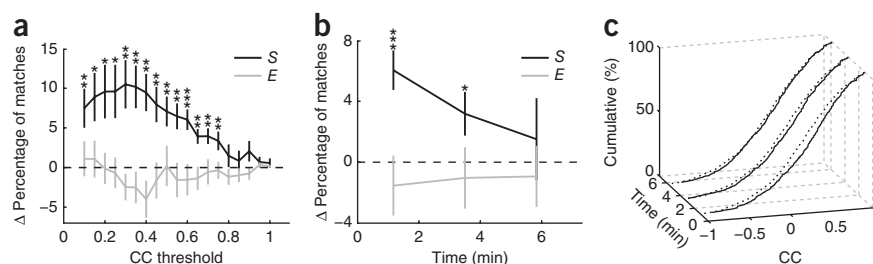 a
Δ Percentage of matches
15
10
5
0
−5
S
E
** * * * ** ** ** ** * ** *** ** ** **
0 0.2 0.4 0.6 0.8 1
CC threshold
b
Δ Percentage of matches
8
4
0
−4
S
E
***
*
0 2 4 6 8
Time (min)
c
Cumulative (%)
100
50
0
6
4
2
0
Time (min)
−1 −0.5 0 0.5
CC